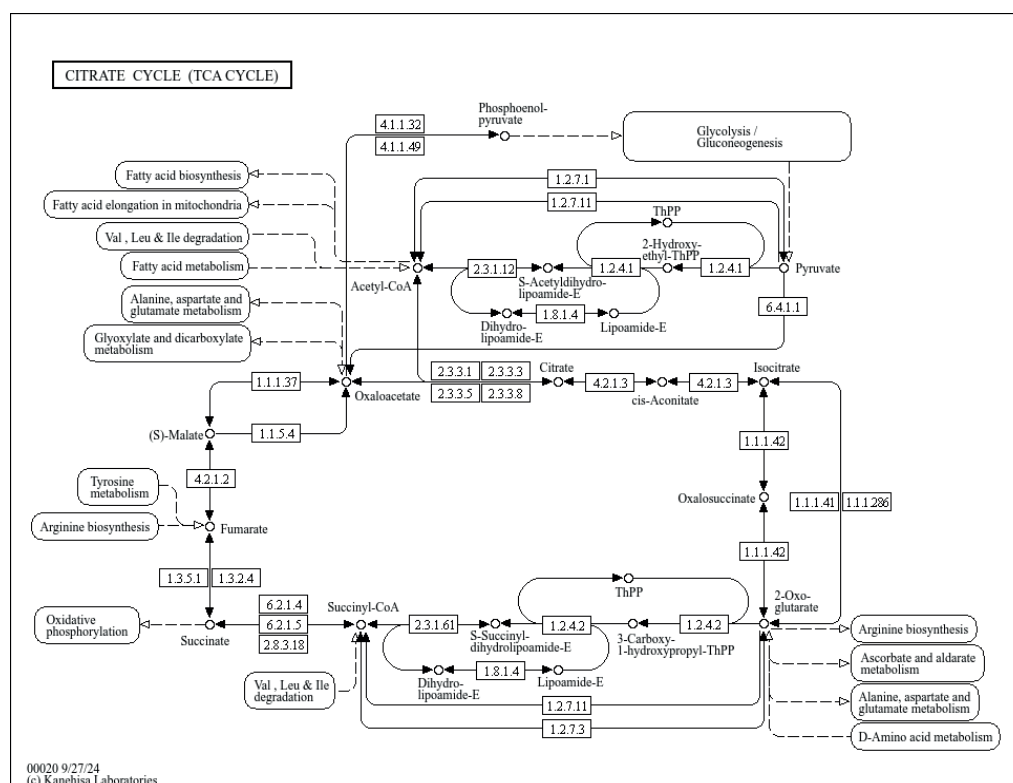 CITRATE CYCLE (TCA CYCLE)
Phosphoenol-
pyruvate
4.1.1.32
4.1.1.49
Glycolysis /
Gluconeogenesis
Fatty acid biosynthesis
Fatty acid elongation in mitochondria
Val , Leu & Ile degradation
Fatty acid metabolism
Alanine, aspartate and
glutamate metabolism
Glyoxylate and dicarboxylate
metabolism
1.2.7.1
1.2.7.11
ThPP
2-Hydroxy-
ethyl-ThPP
Acetyl-CoA
2.3.1.12
S-Acetyldihydro-
lipoamide-E
1.2.4.1
1.2.4.1
Pyruvate
Dihydro-
lipoamide-E
1.8.1.4
Lipoamide-E
6.4.1.1
1.1.1.37
Oxaloacetate
2.3.3.1
2.3.3.3
2.3.3.5
2.3.3.8
Citrate
4.2.1.3
cis-Aconitate
4.2.1.3
Isocitrate
(S)-Malate
1.1.5.4
1.1.1.42
4.2.1.2
Tyrosine
metabolism
Arginine biosynthesis
Fumarate
Oxalosuccinate
1.1.1.41
1.1.1.286
1.1.1.42
1.3.5.1
1.3.2.4
ThPP
2-Oxo-
glutarate
Oxidative
phosphorylation
Succinate
6.2.1.4
6.2.1.5
2.8.3.18
Succinyl-CoA
2.3.1.61
S-Succinyl-
dihydrolipoamide-E
1.2.4.2
3-Carboxy-
1-hydroxypropyl-ThPP
1.2.4.2
Arginine biosynthesis
Ascorbate and aldarate
metabolism
Alanine, aspartate and
glutamate metabolism
D-Amino acid metabolism
Val , Leu & Ile
degradation
Dihydro-
lipoamide-E
1.8.1.4
Lipoamide-E
1.2.7.11
1.2.7.3
00020 9/27/24
(c) Kanehisa Laboratories